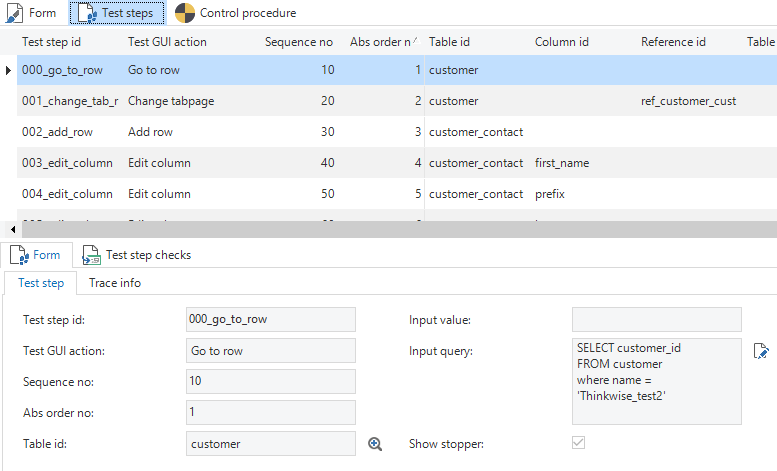 Form Test steps Control procedure
Test step id Test GUI action Sequence no Abs order n Table id Column id Reference id Table
000_go_to_row Go to row 10 1 customer
001_change_tab_r Change tabpage 20 2 customer ref_customer_cust
002_add_row Add row 30 3 customer_contact
003_edit_column Edit column 40 4 customer_contact first_name
004_edit_column Edit column 50 5 customer_contact prefix
Form Test step checks
Test step Trace info
Test step id: 000_go_to_row Input value:
Test GUI action: Go to row Input query: SELECT customer_id
FROM customer
where name =
'Thinkwise_test2'
Sequence no: 10
Abs order no: 1
Table id: customer Show stopper: